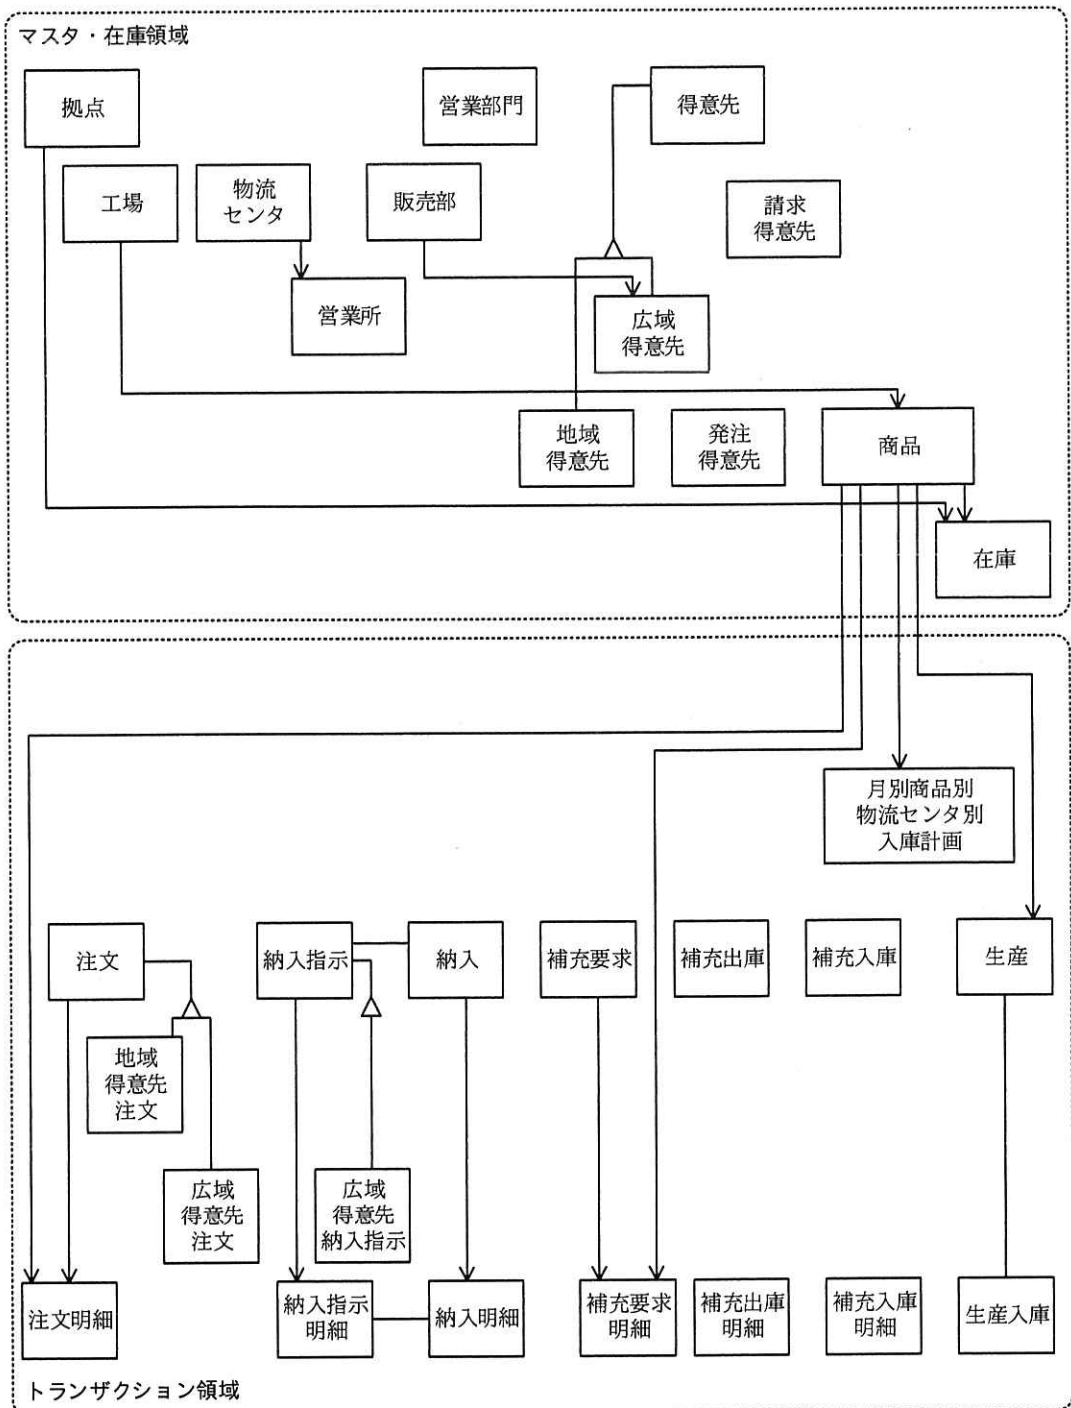 マスタ・在庫領域
拠点
営業部門
得意先
工場
物流
センタ
販売部
請求
得意先
営業所
広域
得意先
地域
得意先
発注
得意先
商品
在庫
月別商品別
物流センタ別
入庫計画
注文
納入指示
納入
補充要求
補充出庫
補充入庫
生産
地域
得意先
注文
広域
得意先
注文
広域
得意先
納入指示
注文明細
納入指示
明細
納入明細
補充要求
明細
補充出庫
明細
補充入庫
明細
生産入庫
トランザクション領域